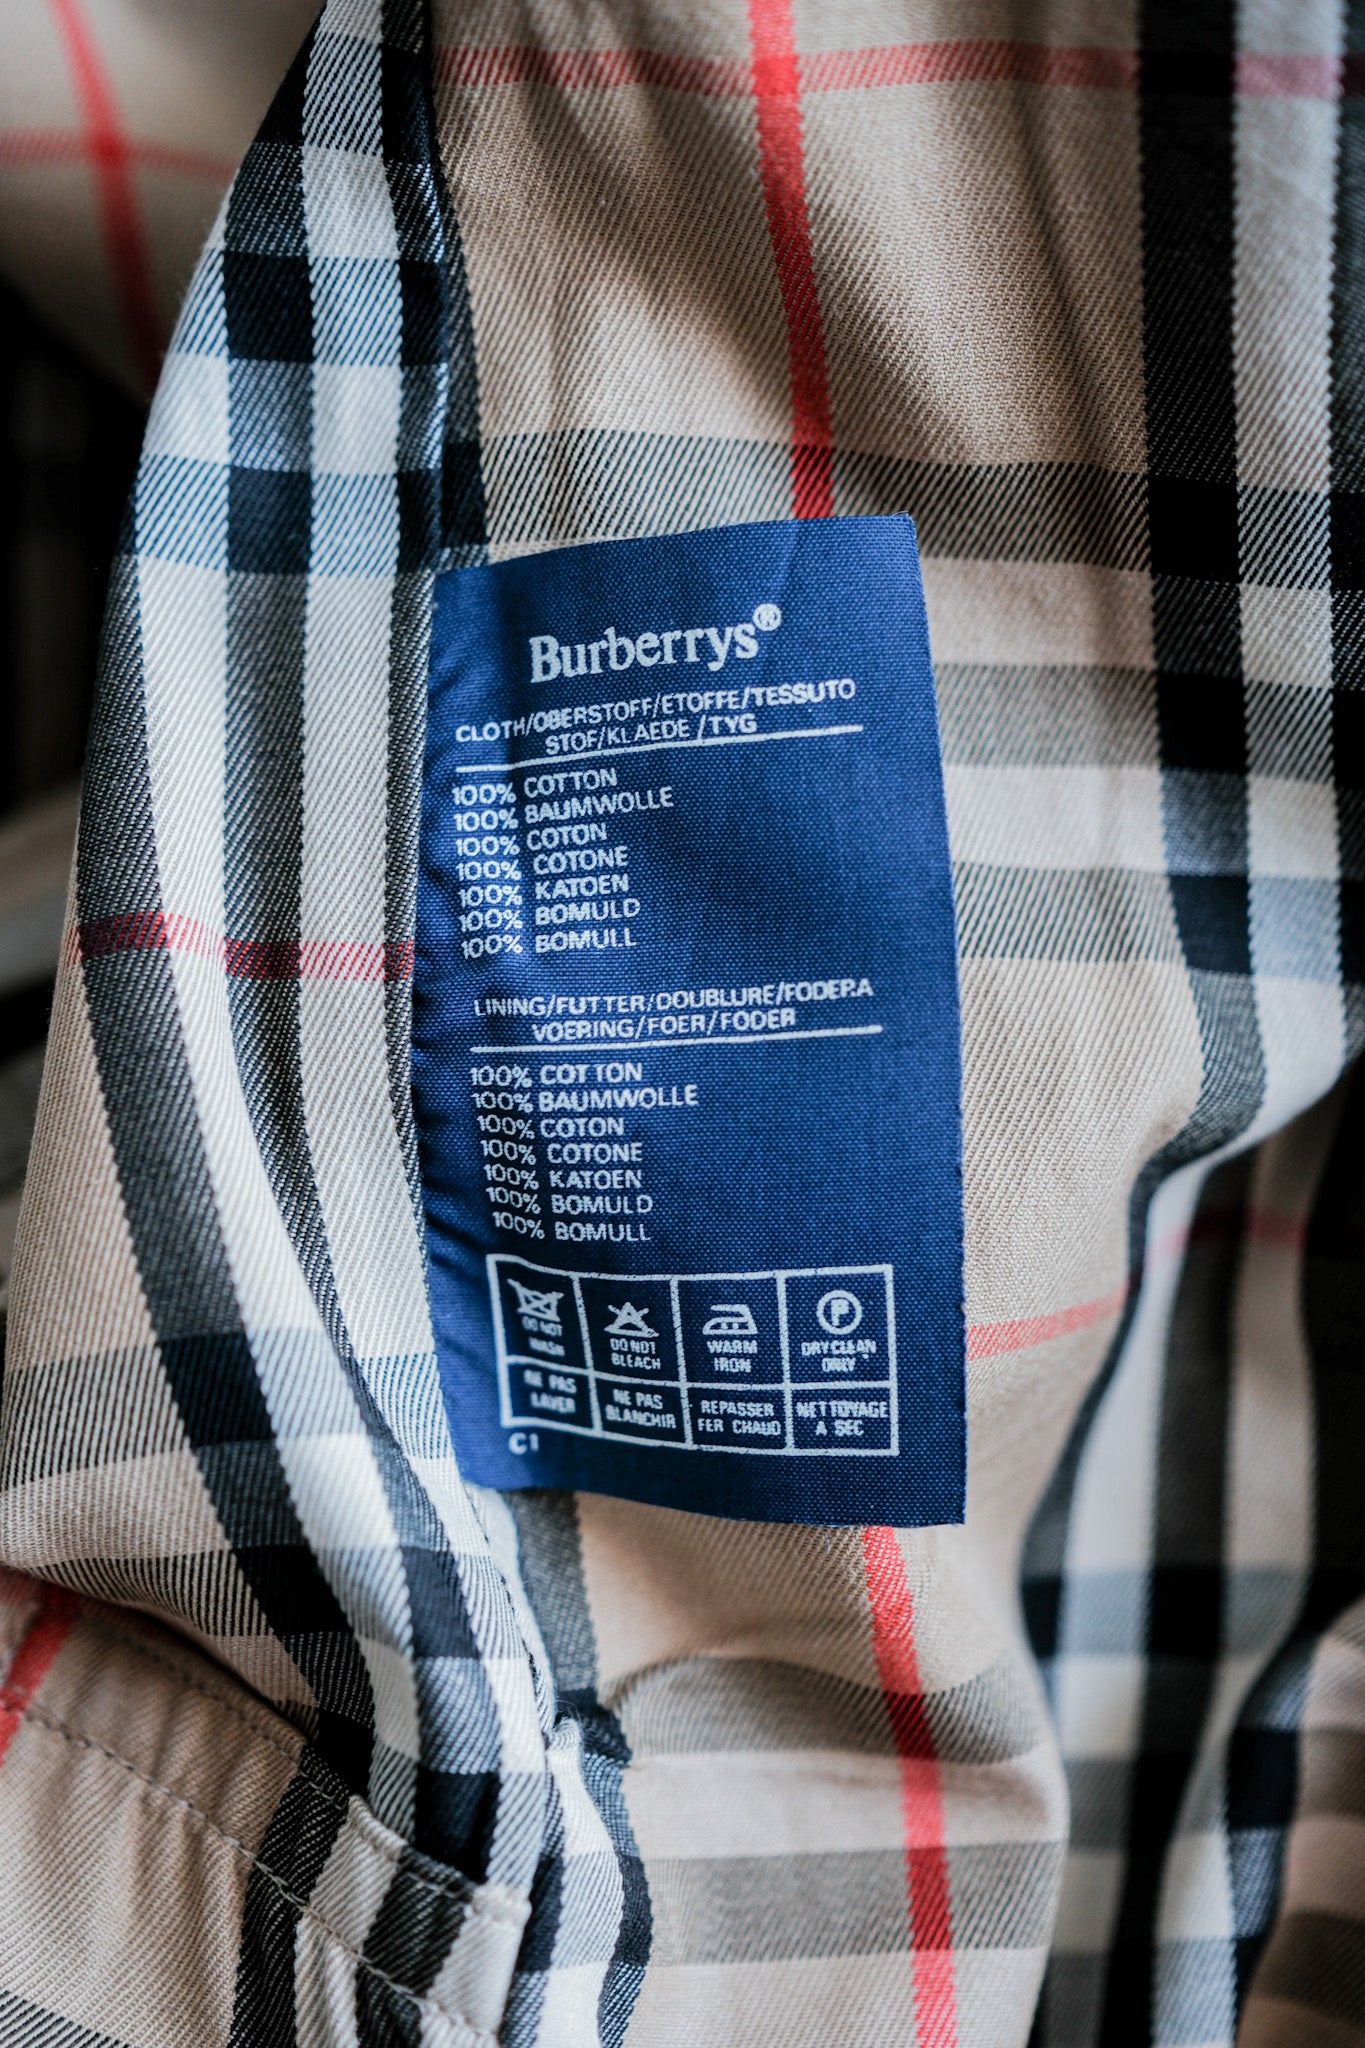 Burberrys®
CLOTH/OBERSTOFF/ETOFFE/TESSUTO
STOF/KLAEDE/TYG
100% COTTON
100% BAUMWOLLE
100% COTON
100% COTONE
100% KATOEN
100% BOMULD
100% BOMULL
LINING/FUTTER/DOUBLURE/FODERA
VOERING/FOER/FODER
100% COTTON
100% BAUMWOLLE
100% COTON
100% COTONE
100% KATOEN
100% BOMULD
100% BOMULL
P
DO NOT
WASH
DO NOT
BLEACH
WARM
IRON
DRY CLEAN
ONLY
NE PAS
LAVER
NE PAS
BLANCHIR
REPASSER
FER CHAUD
NETTOYAGE
A SEC
C1